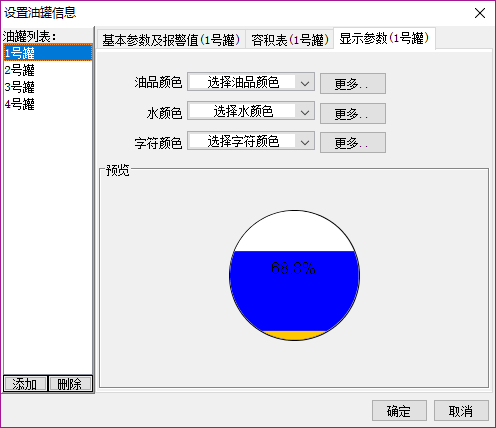 设置油罐信息
油罐列表:
1号罐
2号罐
3号罐
4号罐
添加 删除
基本参数及报警值(1号罐) 容积表(1号罐) 显示参数(1号罐)
油品颜色 选择油品颜色 更多..
水颜色 选择水颜色 更多..
字符颜色 选择字符颜色 更多..
预览
确定 取消